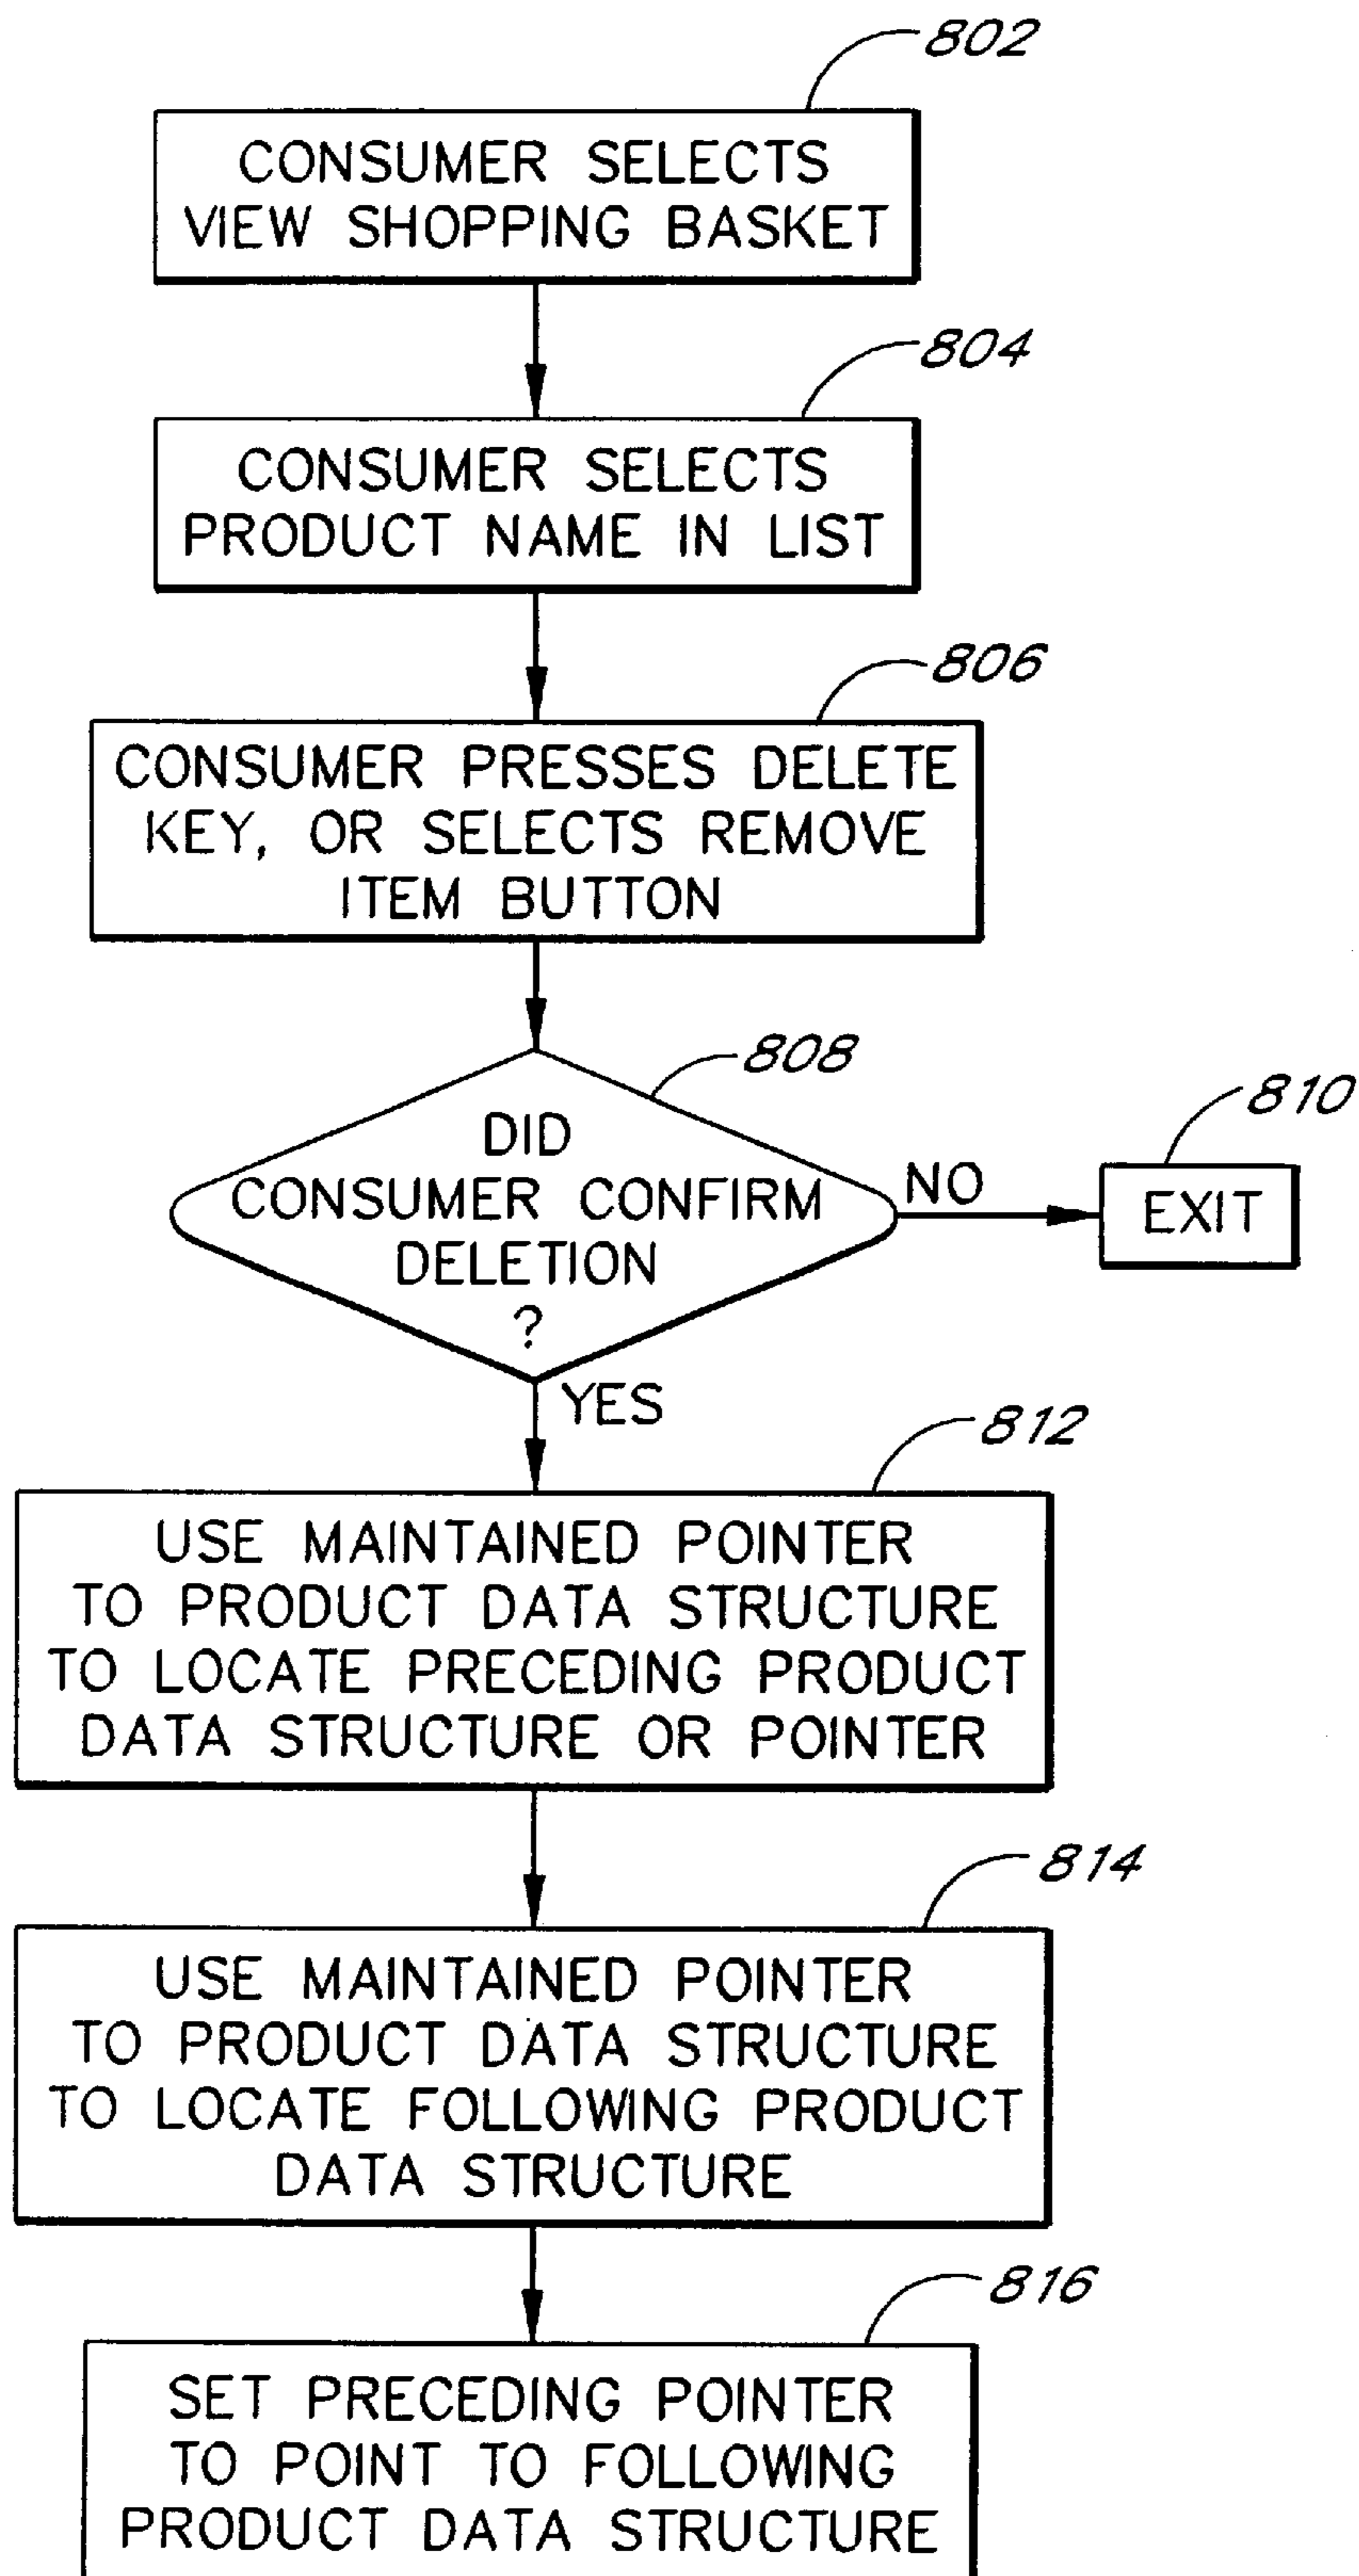 802
CONSUMER SELECTS
VIEW SHOPPING BASKET
804
CONSUMER SELECTS
PRODUCT NAME IN LIST
806
CONSUMER PRESSES DELETE
KEY, OR SELECTS REMOVE
ITEM BUTTON
808
DID
CONSUMER CONFIRM
DELETION
?
NO
810
EXIT
YES
812
USE MAINTAINED POINTER
TO PRODUCT DATA STRUCTURE
TO LOCATE PRECEDING PRODUCT
DATA STRUCTURE OR POINTER
814
USE MAINTAINED POINTER
TO PRODUCT DATA STRUCTURE
TO LOCATE FOLLOWING PRODUCT
DATA STRUCTURE
816
SET PRECEDING POINTER
TO POINT TO FOLLOWING
PRODUCT DATA STRUCTURE